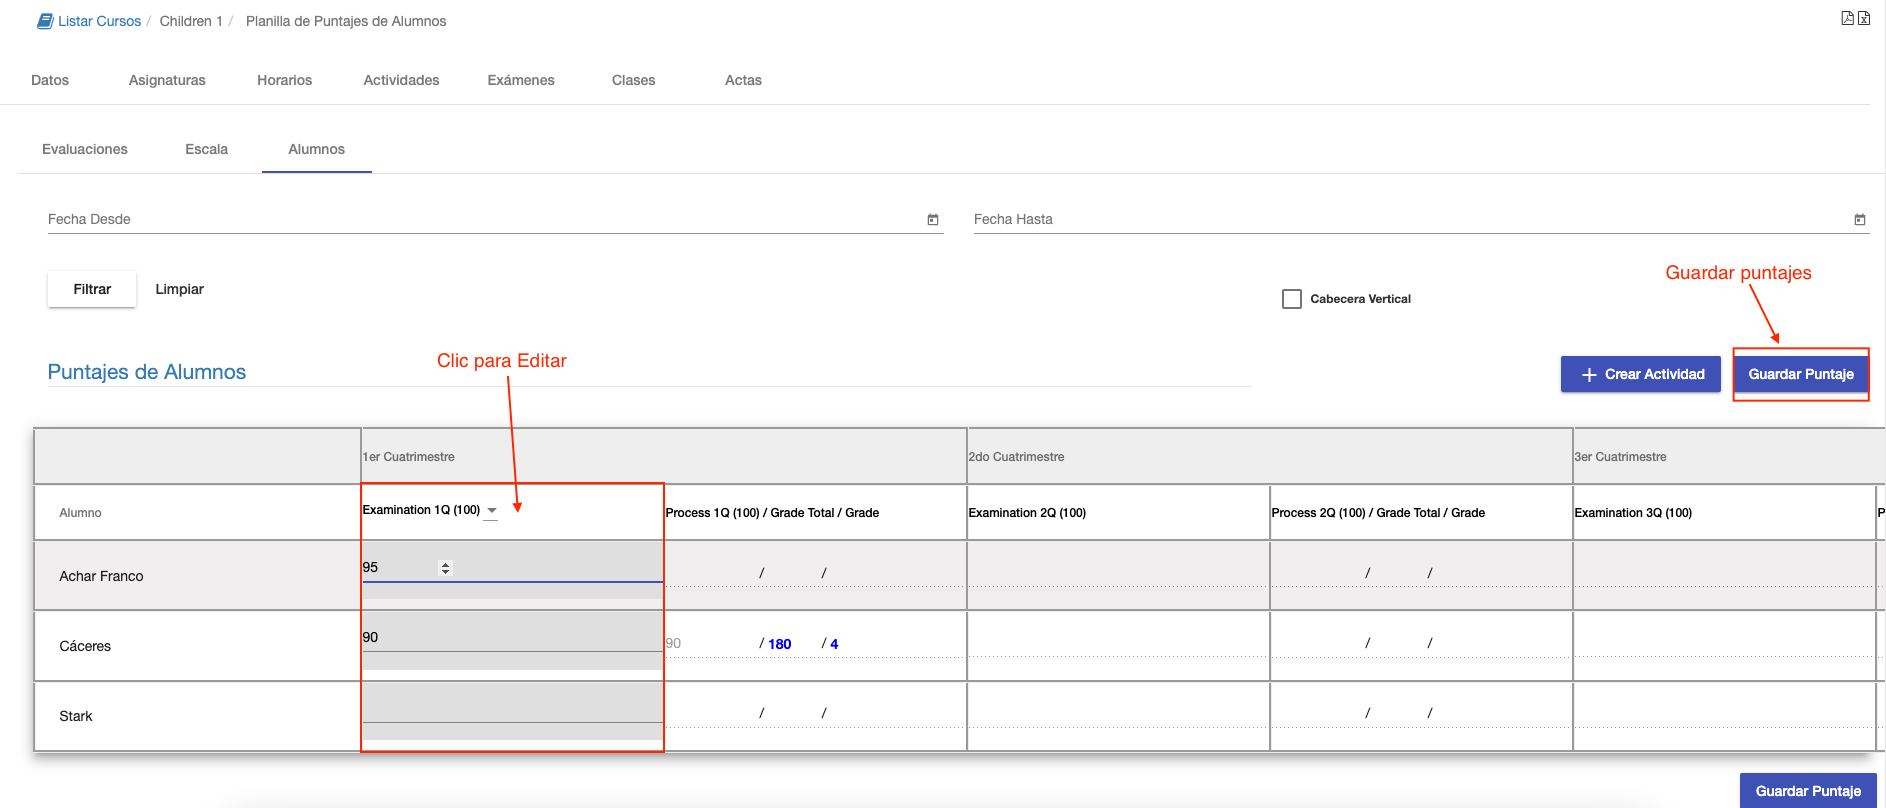 Listar Cursos / Children 1 / Planilla de Puntajes de Alumnos
Datos Asignaturas Horarios Actividades Exámenes Clases Actas
Evaluaciones Escala Alumnos
Fecha Desde Fecha Hasta
Guardar puntajes
Filtrar Limpiar
Cabecera Vertical
Clic para Editar
Puntajes de Alumnos
+ Crear Actividad Guardar Puntaje
1er Cuatrimestre 2do Cuatrimestre 3er Cuatrimestre
Alumno Examination 1Q (100) Process 1Q (100) / Grade Total / Grade Examination 2Q (100) Process 2Q (100) / Grade Total / Grade Examination 3Q (100) P
Achar Franco 95 / / / /
Cáceres 90 90 / 180 / 4 / /
Stark / / / /
Guardar Puntaje